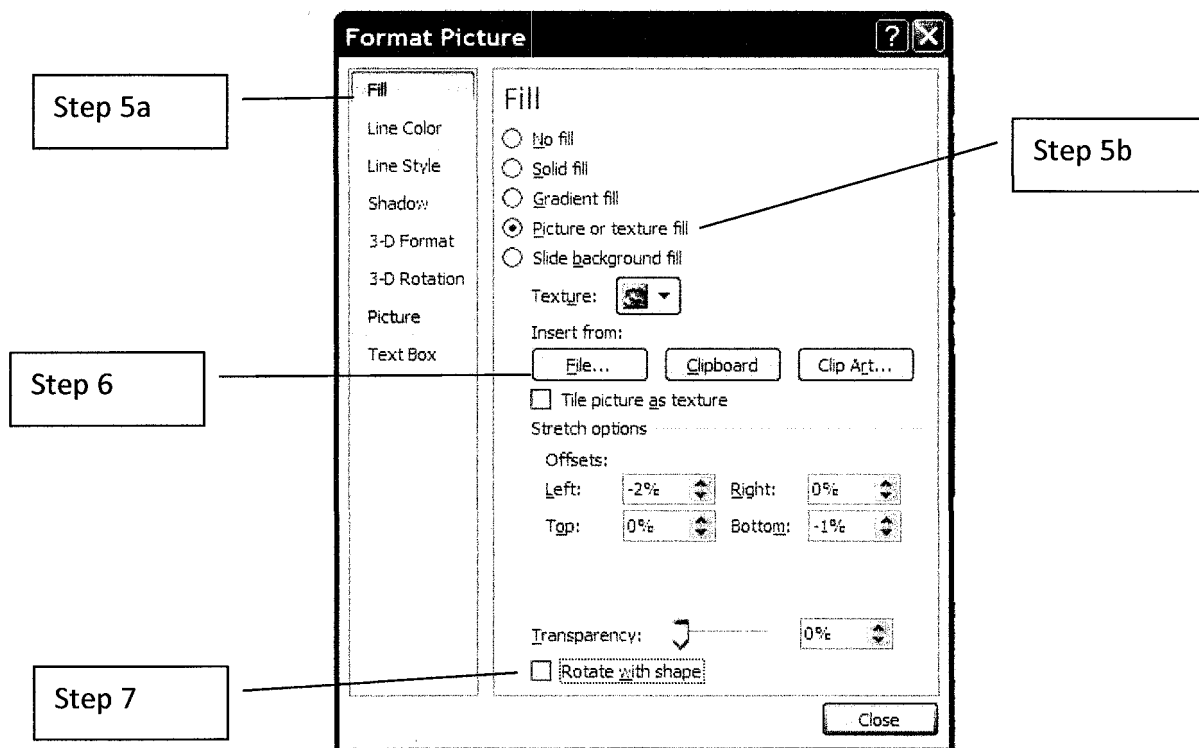 Format Picture ? X
Step 5a
Fill
Line Color
Line Style
Shadow
3-D Format
3-D Rotation
Picture
Text Box
Fill
No fill
Solid fill
Gradient fill
Picture or texture fill
Slide background fill
Step 5b
Texture:
Insert from:
File... Clipboard Clip Art...
Step 6
Tile picture as texture
Stretch options
Offsets:
Left: -2% Right: 0%
Top: 0% Bottom: -1%
Transparency: 0%
Rotate with shape
Step 7
Close